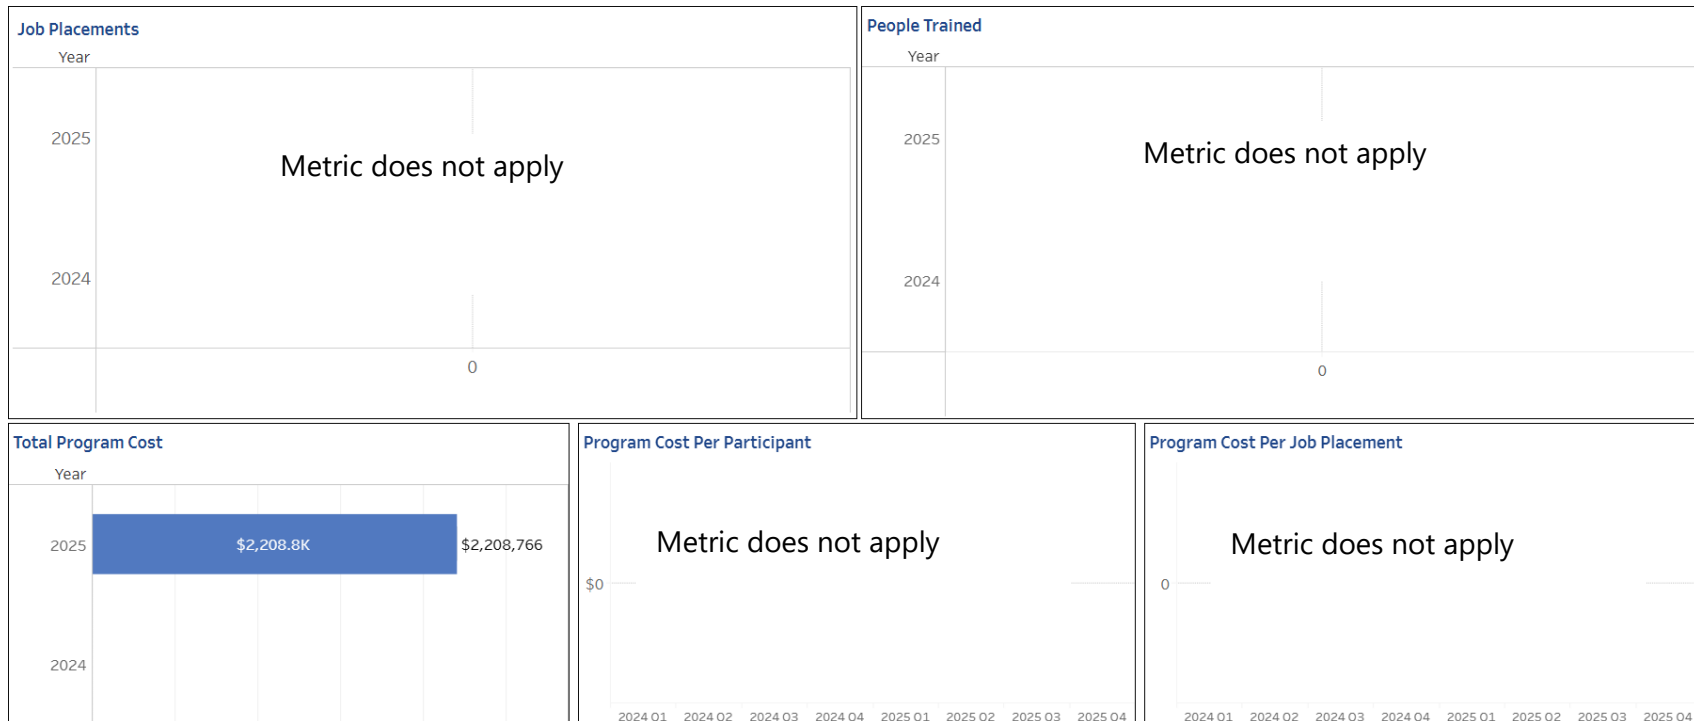 Job Placements
Year
2025
Metric does not apply
2024
0
People Trained
Year
2025
Metric does not apply
2024
0
Total Program Cost
Year
2025
$2,208.8K
$2,208,766
2024
Program Cost Per Participant
Metric does not apply
$0
2024 Q1 2024 Q2 2024 Q3 2024 Q4 2025 Q1 2025 Q2 2025 Q3 2025 Q4
Program Cost Per Job Placement
Metric does not apply
0
2024 Q1 2024 Q2 2024 Q3 2024 Q4 2025 Q1 2025 Q2 2025 Q3 2025 Q4